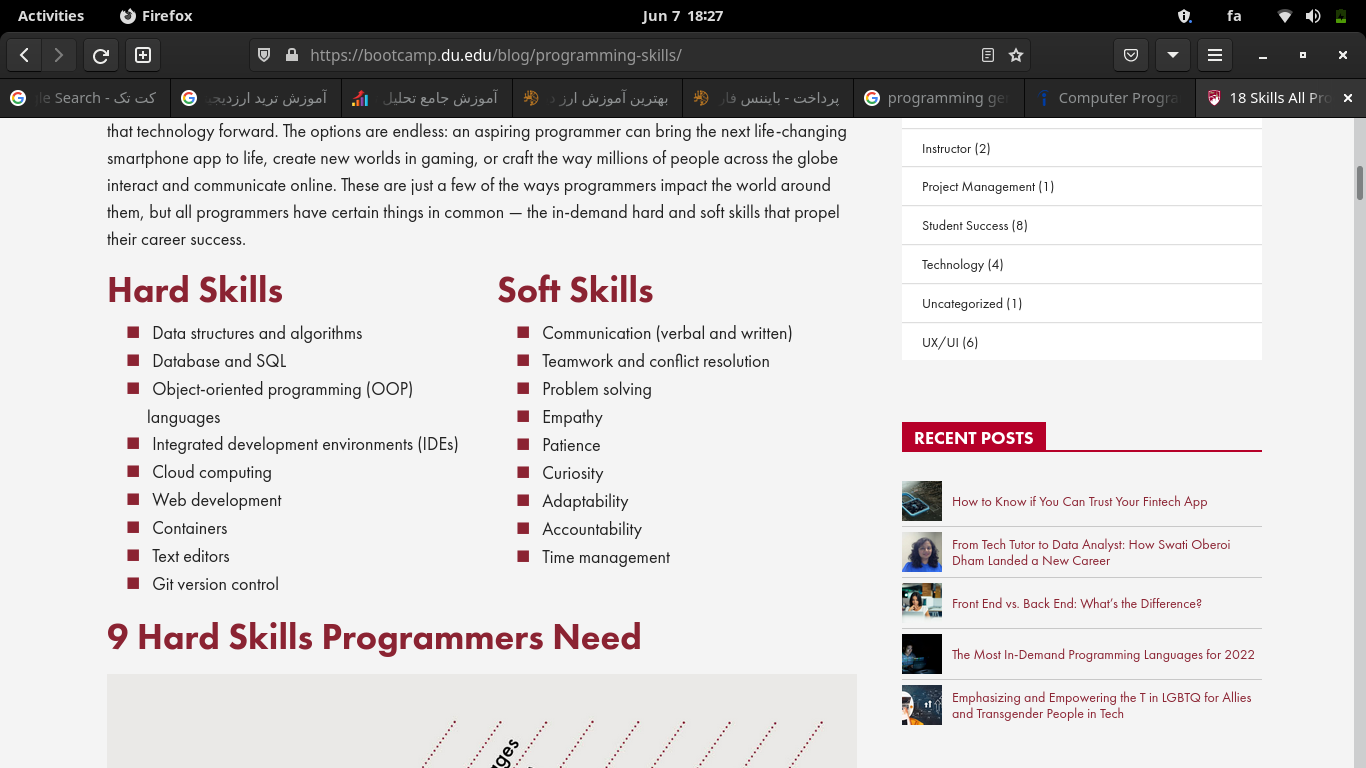 Activities
Firefox
Jun 7 18:27
fa
https://bootcamp.du.edu/blog/programming-skills/
Search - کت تک
آموزش ترید ارزدیج
آموزش جامع تحلیل
بهترین آموزش ارز د
پرداخت - بایننس فار
programming ge
Computer Progra
18 Skills All Pro
that technology forward. The options are endless: an aspiring programmer can bring the next life-changing
smartphone app to life, create new worlds in gaming, or craft the way millions of people across the globe
interact and communicate online. These are just a few of the ways programmers impact the world around
them, but all programmers have certain things in common — the in-demand hard and soft skills that propel
their career success.
Hard Skills
Data structures and algorithms
Database and SQL
Object-oriented programming (OOP)
languages
Integrated development environments (IDEs)
Cloud computing
Web development
Containers
Text editors
Git version control
Soft Skills
Communication (verbal and written)
Teamwork and conflict resolution
Problem solving
Empathy
Patience
Curiosity
Adaptability
Accountability
Time management
9 Hard Skills Programmers Need
Instructor (2)
Project Management (1)
Student Success (8)
Technology (4)
Uncategorized (1)
UX/UI (6)
RECENT POSTS
How to Know if You Can Trust Your Fintech App
From Tech Tutor to Data Analyst: How Swati Oberoi
Dham Landed a New Career
Front End vs. Back End: What's the Difference?
The Most In-Demand Programming Languages for 2022
Emphasizing and Empowering the T in LGBTQ for Allies
and Transgender People in Tech